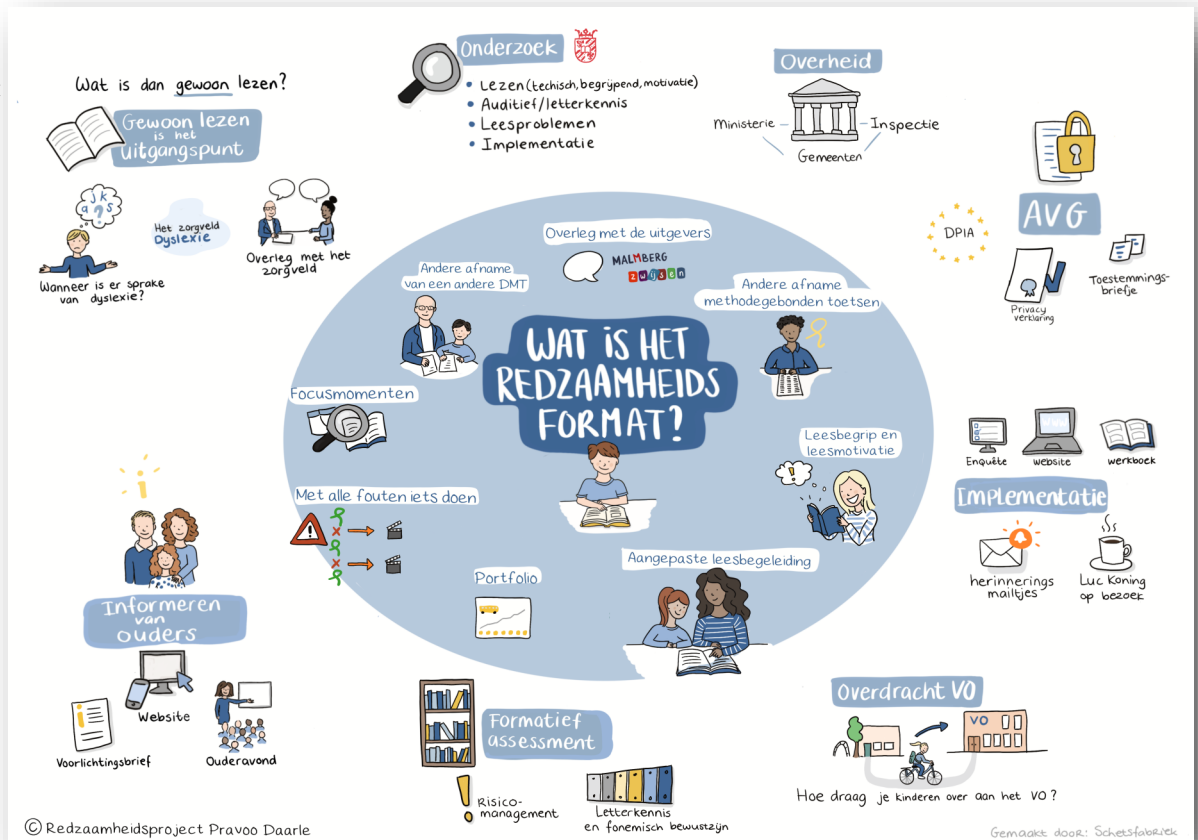 Wat is dan gewoon lezen?
Gewoon lezen
is het
uitgangspunt
j k
a ? s
Wanneer is er sprake
van dyslexie?
Het zorgveld
Dyslexie
Overleg met het
zorgveld
Onderzoek
• Lezen (techisch, begrijpend, motivatie)
• Auditief/letterkennis
• Leesproblemen
• Implementatie
Overheid
Ministerie
Inspectie
Gemeenten
AVG
DPIA
Privacy
verklaring
Toestemmings-
briefje
Overleg met de uitgevers
MALMBERG
zwijsen
Andere afname
van een andere DMT
Andere afname
methodegebonden toetsen
WAT IS HET
REDZAAMHEIDS
FORMAT?
Focusmomenten
Leesbegrip en
leesmotivatie
!
Met alle fouten iets doen
!
Portfolio
Aangepaste leesbegeleiding
Enquête
website
werkboek
www
Implementatie
herinnerings
mailtjes
Luc Koning
op bezoek
i
Informeren
van
ouders
Website
i
Voorlichtingsbrief
Ouderavond
Formatief
assessment
Risico-
management
Letterkennis
en fonemisch bewustzijn
Overdracht VO
VO
Hoe draag je kinderen over aan het VO?
© Redzaamheidsproject Pravoo Daarle
Gemaakt door: Schetsfabriek